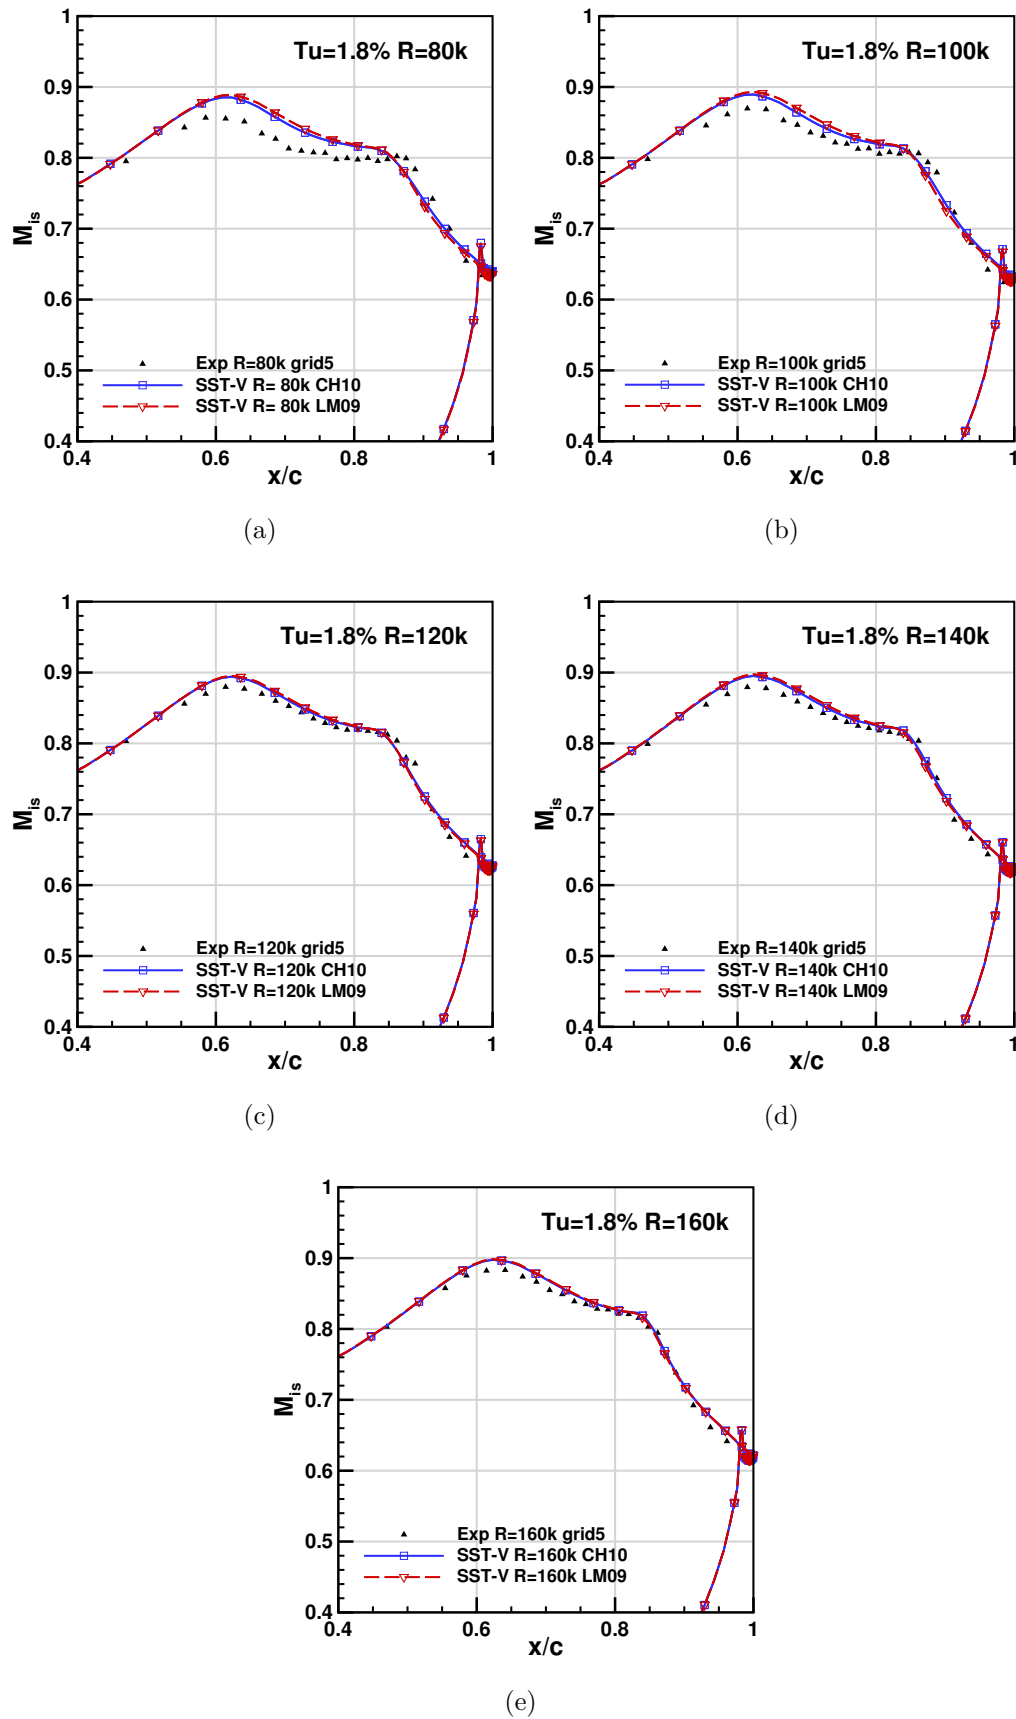 Tu=1.8% R=80k
M_is
1
0.9
0.8
0.7
0.6
0.5
0.4
Exp R=80k grid5
SST-V R= 80k CH10
SST-V R= 80k LM09
0.4 0.6 0.8 1
x/c
(a)
Tu=1.8% R=100k
M_is
1
0.9
0.8
0.7
0.6
0.5
0.4
Exp R=100k grid5
SST-V R=100k CH10
SST-V R=100k LM09
0.4 0.6 0.8 1
x/c
(b)
Tu=1.8% R=120k
M_is
1
0.9
0.8
0.7
0.6
0.5
0.4
Exp R=120k grid5
SST-V R=120k CH10
SST-V R=120k LM09
0.4 0.6 0.8 1
x/c
(c)
Tu=1.8% R=140k
M_is
1
0.9
0.8
0.7
0.6
0.5
0.4
Exp R=140k grid5
SST-V R=140k CH10
SST-V R=140k LM09
0.4 0.6 0.8 1
x/c
(d)
Tu=1.8% R=160k
M_is
1
0.9
0.8
0.7
0.6
0.5
0.4
Exp R=160k grid5
SST-V R=160k CH10
SST-V R=160k LM09
0.4 0.6 0.8 1
x/c
(e)